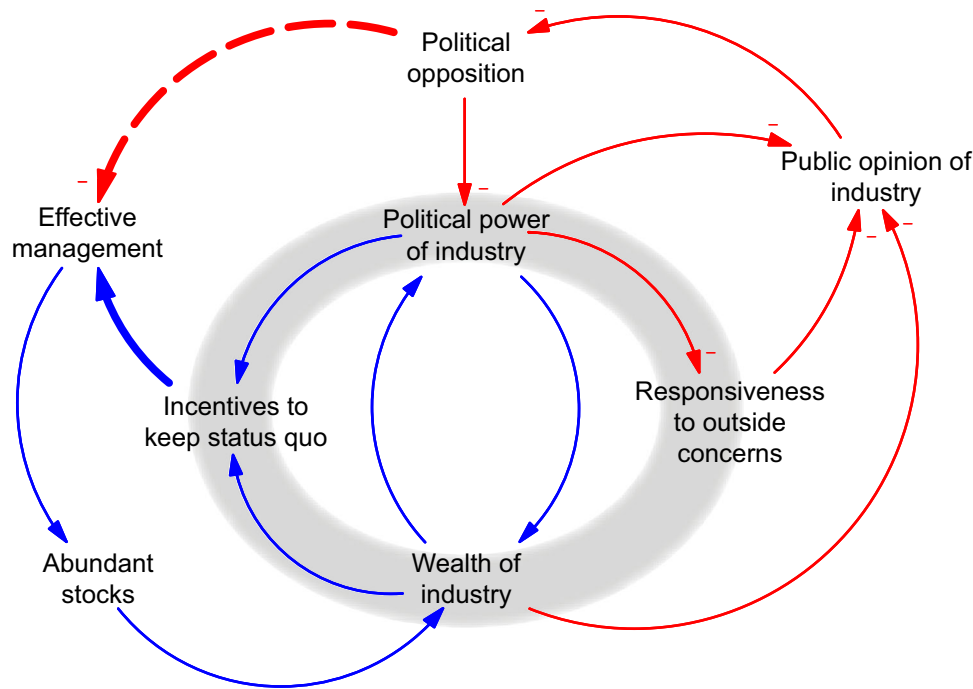 Political
opposition
Public opinion of
industry
Effective
management
Political power
of industry
Incentives to
keep status quo
Responsiveness
to outside
concerns
Abundant
stocks
Wealth of
industry